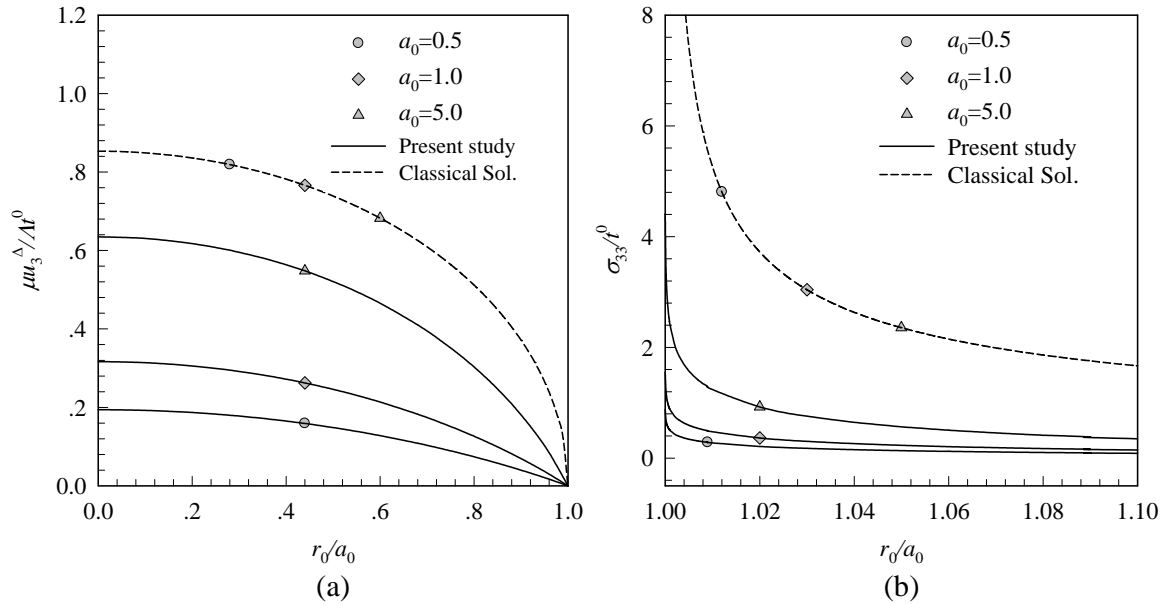 1.2
1.0
.8
.6
.4
.2
0.0
μu₃^Δ/Λt⁰
a₀=0.5
a₀=1.0
a₀=5.0
Present study
Classical Sol.
0.0 .2 .4 .6 .8 1.0
r₀/a₀
(a)
8
6
4
2
0
σ₃₃/t⁰
a₀=0.5
a₀=1.0
a₀=5.0
Present study
Classical Sol.
1.00 1.02 1.04 1.06 1.08 1.10
r₀/a₀
(b)